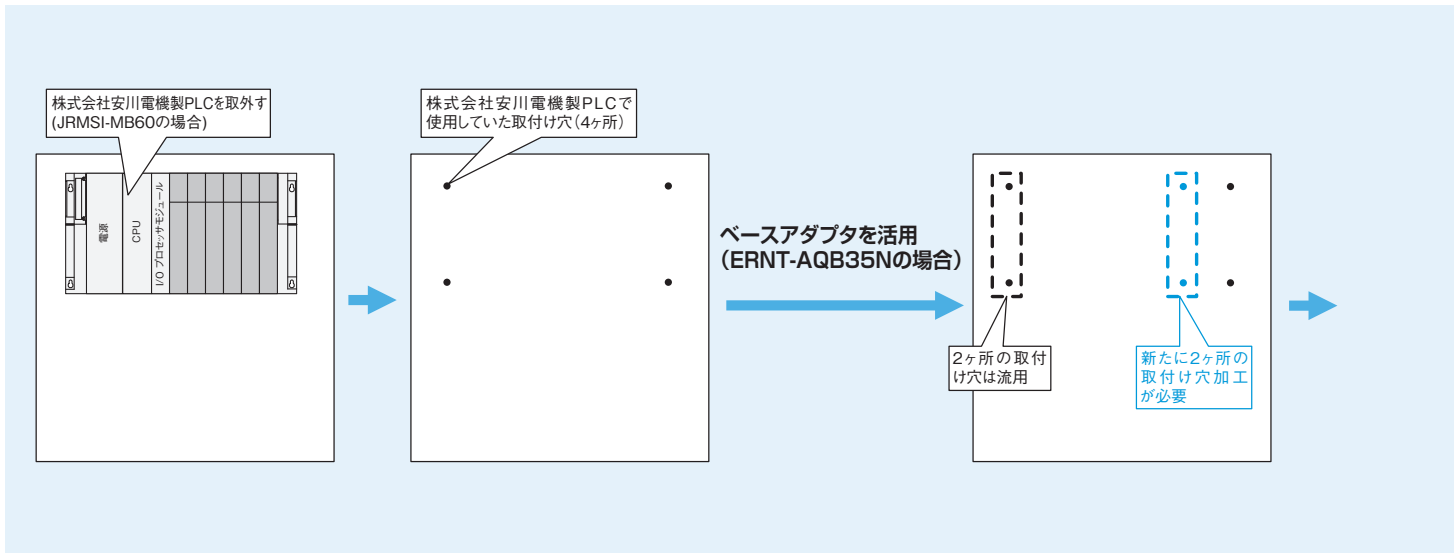 株式会社安川電機製PLCを取外す
(JRMSI-MB60の場合)
電源
CPU
I/O プロセッサモジュール
株式会社安川電機製PLCで
使用していた取付け穴(4ヶ所)
ベースアダプタを活用
(ERNT-AQB35Nの場合)
2ヶ所の取付
け穴は流用
新たに2ヶ所の
取付け穴加工
が必要